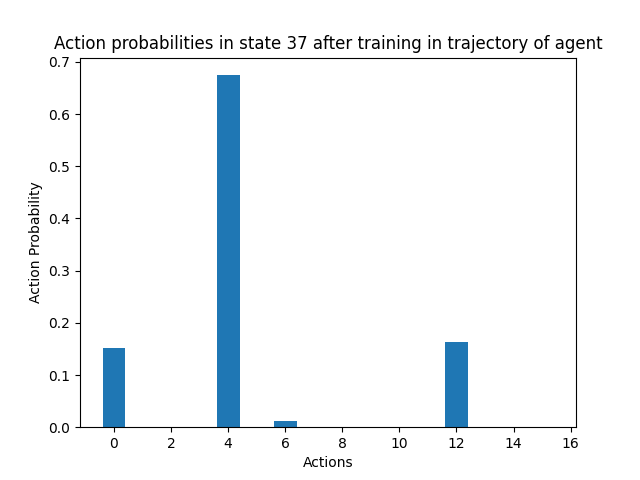 Action probabilities in state 37 after training in trajectory of agent
0.7
0.6
0.5
0.4
0.3
0.2
0.1
0.0
Action Probability
0 2 4 6 8 10 12 14 16
Actions